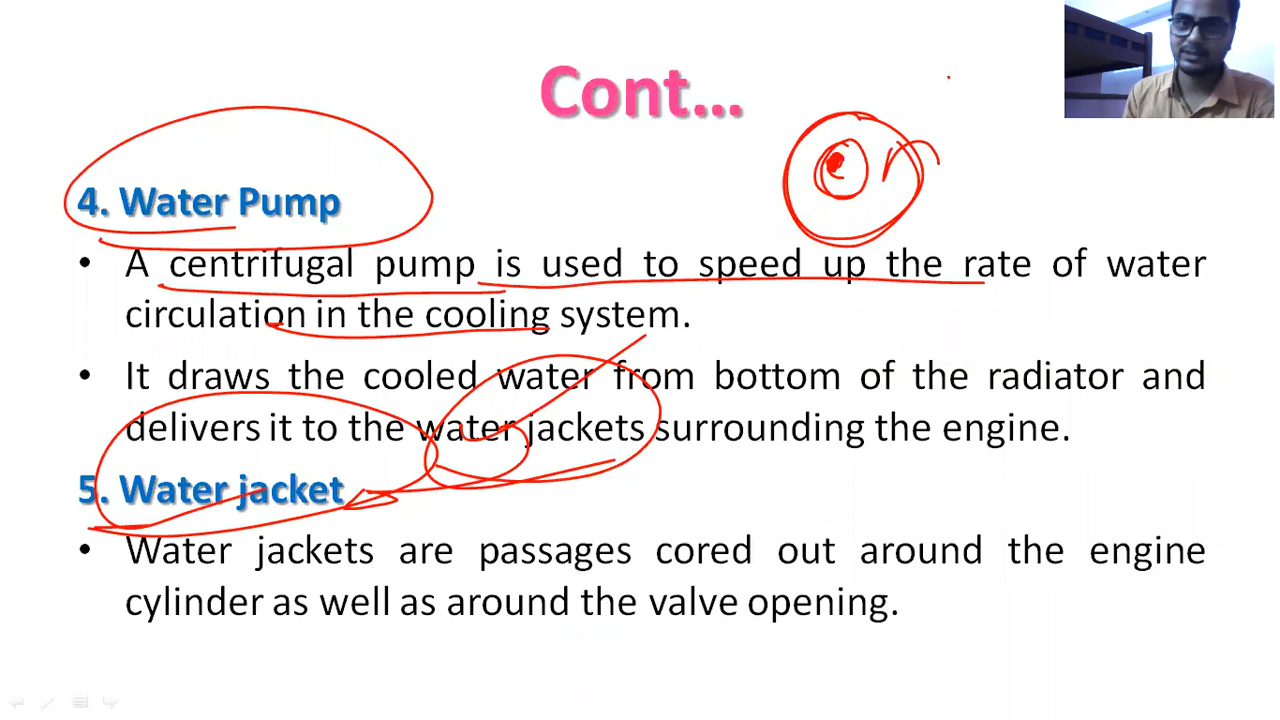 Cont...
4. Water Pump
• A centrifugal pump is used to speed up the rate of water
circulation in the cooling system.
• It draws the cooled water from bottom of the radiator and
delivers it to the water jackets surrounding the engine.
5. Water jacket
• Water jackets are passages cored out around the engine
cylinder as well as around the valve opening.